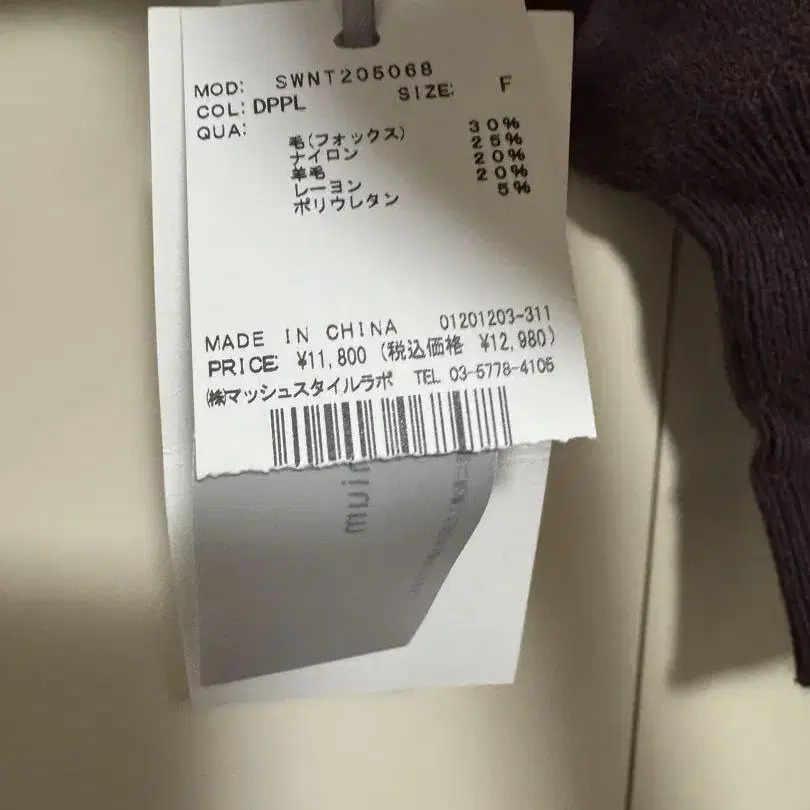 MOD: SWNT205068
COL: DPPL SIZE: F
QUA:
毛(フォックス) 30%
ナイロン 25%
羊毛 20%
レーヨン 20%
ポリウレタン 5%
MADE IN CHINA 01201203-311
PRICE: ¥11,800 (税込価格 ¥12,980)
㈱マッシュスタイルラボ TEL 03-5778-4105